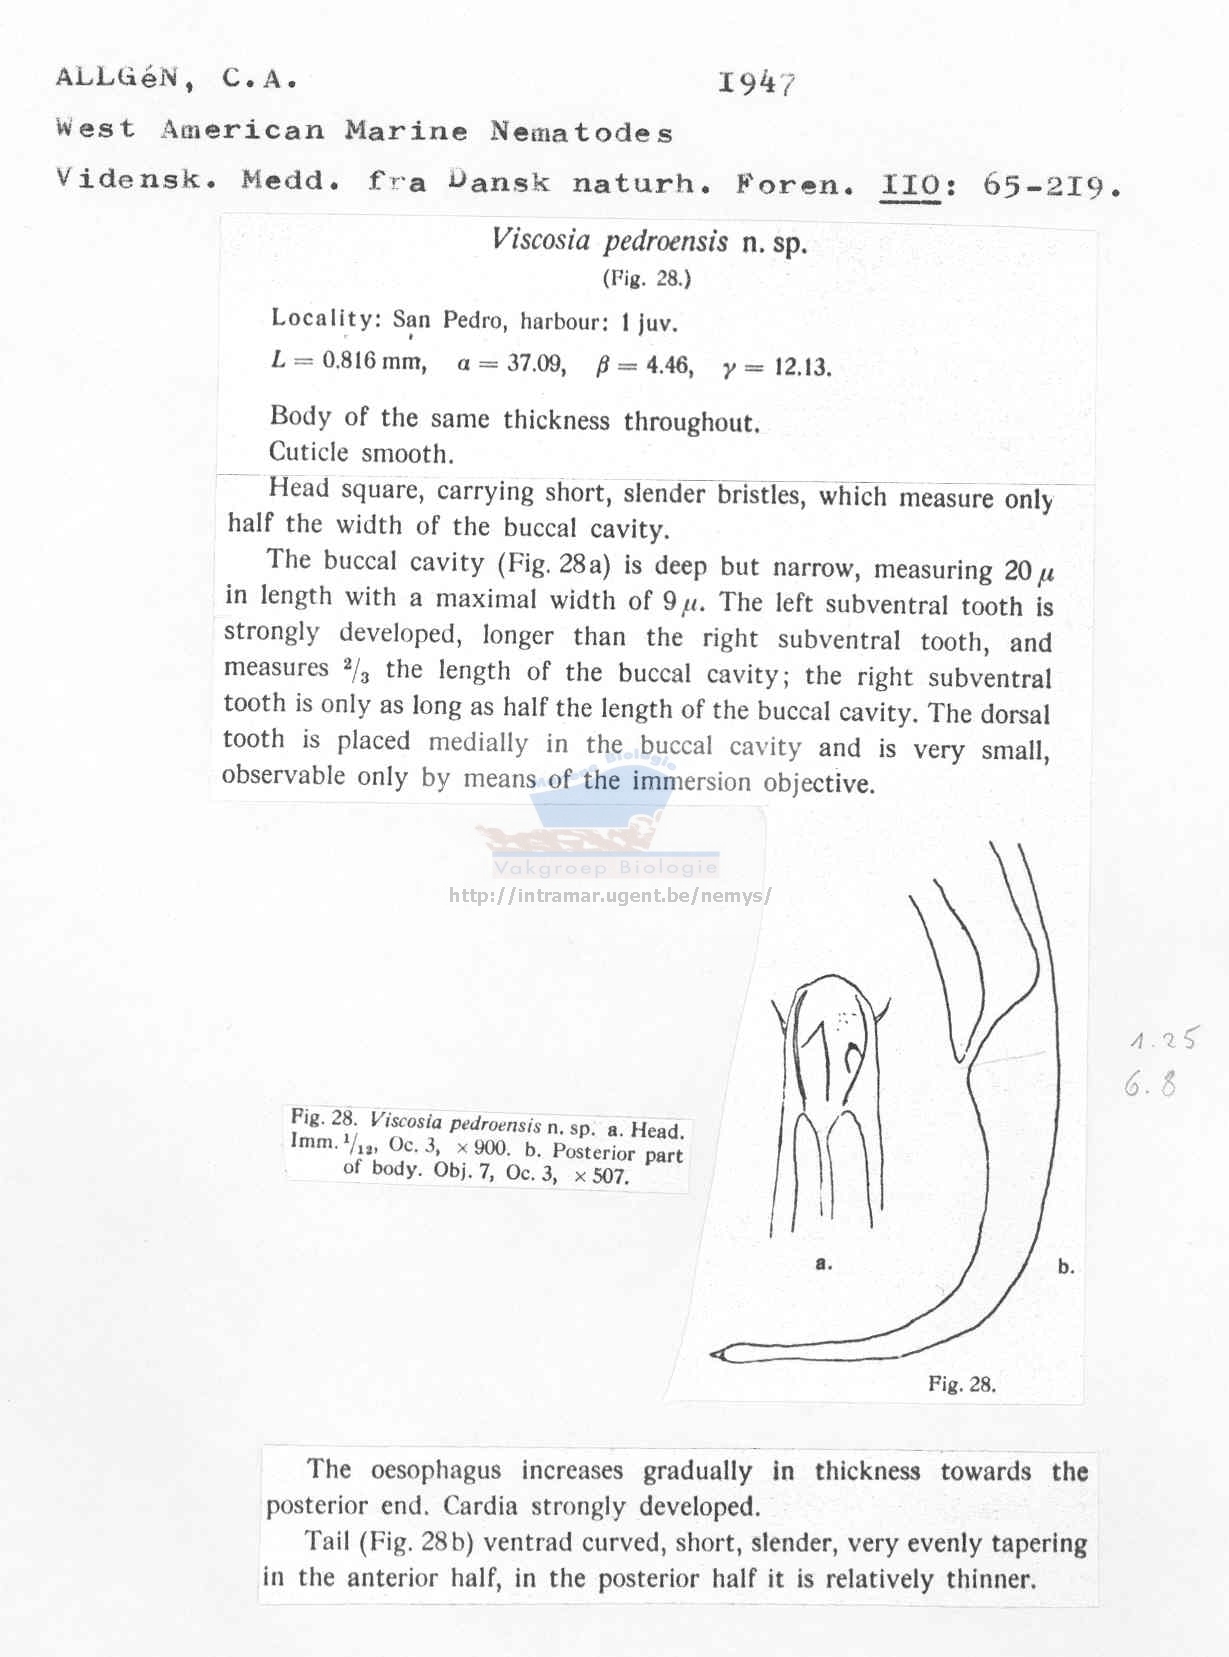 ALLGéN, C.A. 1947
West American Marine Nematodes
Vidensk. Medd. fra Dansk naturh. Foren. IIO: 65-2I9.
Viscosia pedroensis n. sp.
(Fig. 28.)
Locality: San Pedro, harbour: 1 juv.
L = 0.816 mm, α = 37.09, β = 4.46, γ = 12.13.
Body of the same thickness throughout.
Cuticle smooth.
Head square, carrying short, slender bristles, which measure only
half the width of the buccal cavity.
The buccal cavity (Fig. 28a) is deep but narrow, measuring 20 μ
in length with a maximal width of 9 μ. The left subventral tooth is
strongly developed, longer than the right subventral tooth, and
measures 2/3 the length of the buccal cavity; the right subventral
tooth is only as long as half the length of the buccal cavity. The dorsal
tooth is placed medially in the buccal cavity and is very small,
observable only by means of the immersion objective.
Mariene Biologie
Vakgroep Biologie
http://intramar.ugent.be/nemys/
1.25
6.8
Fig. 28. Viscosia pedroensis n. sp. a. Head.
Imm. 1/12, Oc. 3, × 900. b. Posterior part
of body. Obj. 7, Oc. 3, × 507.
a.
b.
Fig. 28.
The oesophagus increases gradually in thickness towards the
posterior end. Cardia strongly developed.
Tail (Fig. 28b) ventrad curved, short, slender, very evenly tapering
in the anterior half, in the posterior half it is relatively thinner.